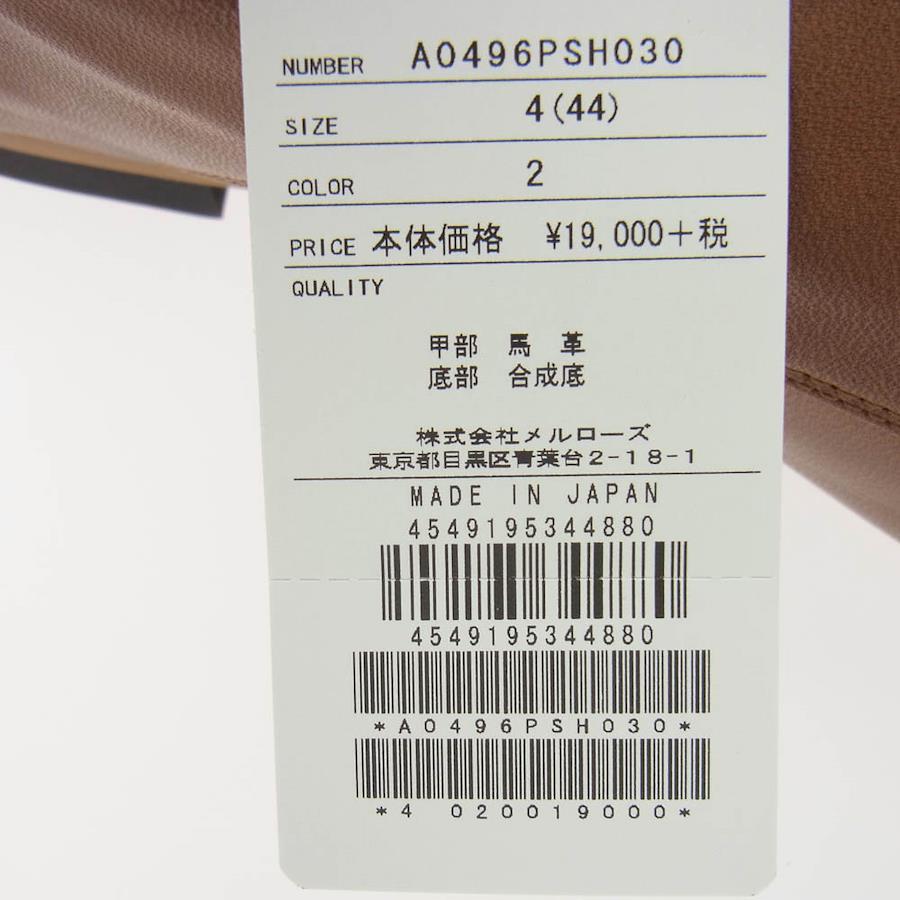 NUMBER A0496PSH030
SIZE 4(44)
COLOR 2
PRICE 本体価格 ¥19,000+税
QUALITY
甲部 馬 革
底部 合成底
株式会社メルローズ
東京都目黒区青葉台2-18-1
MADE IN JAPAN
4549195344880
4549195344880
*A0496PSH030*
*4 020019000*